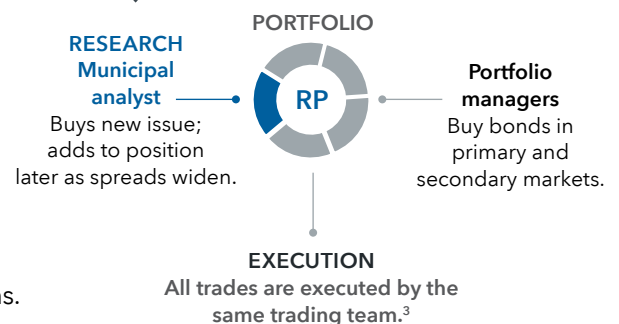 PORTFOLIO
RESEARCH
Municipal
analyst
Buys new issue;
adds to position
later as spreads widen.
RP
Portfolio
managers
Buy bonds in
primary and
secondary markets.
EXECUTION
All trades are executed by the
same trading team.³